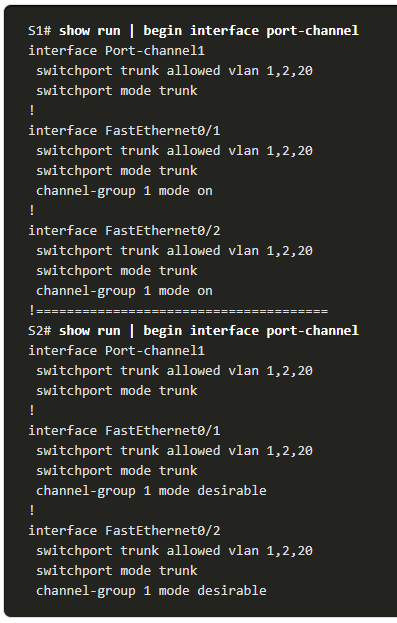 S1# show run | begin interface port-channel
interface Port-channel1
 switchport trunk allowed vlan 1,2,20
 switchport mode trunk
!
interface FastEthernet0/1
 switchport trunk allowed vlan 1,2,20
 switchport mode trunk
 channel-group 1 mode on
!
interface FastEthernet0/2
 switchport trunk allowed vlan 1,2,20
 switchport mode trunk
 channel-group 1 mode on
!=====================================
S2# show run | begin interface port-channel
interface Port-channel1
 switchport trunk allowed vlan 1,2,20
 switchport mode trunk
!
interface FastEthernet0/1
 switchport trunk allowed vlan 1,2,20
 switchport mode trunk
 channel-group 1 mode desirable
!
interface FastEthernet0/2
 switchport trunk allowed vlan 1,2,20
 switchport mode trunk
 channel-group 1 mode desirable